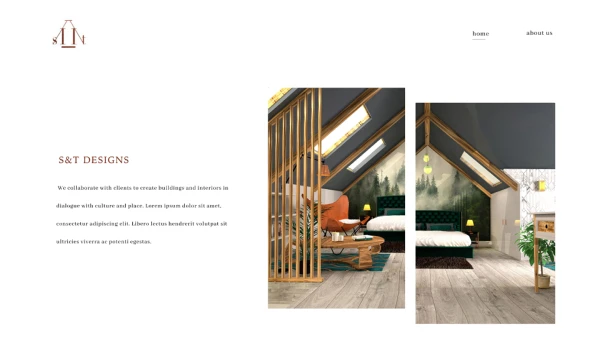 s t
home
about us
S&T DESIGNS
We collaborate with clients to create buildings and interiors in
dialogue with culture and place. Lorem ipsum dolor sit amet,
consectetur adipiscing elit. Libero lectus hendrerit volutpat sit
ultricies viverra ac potenti egestas.